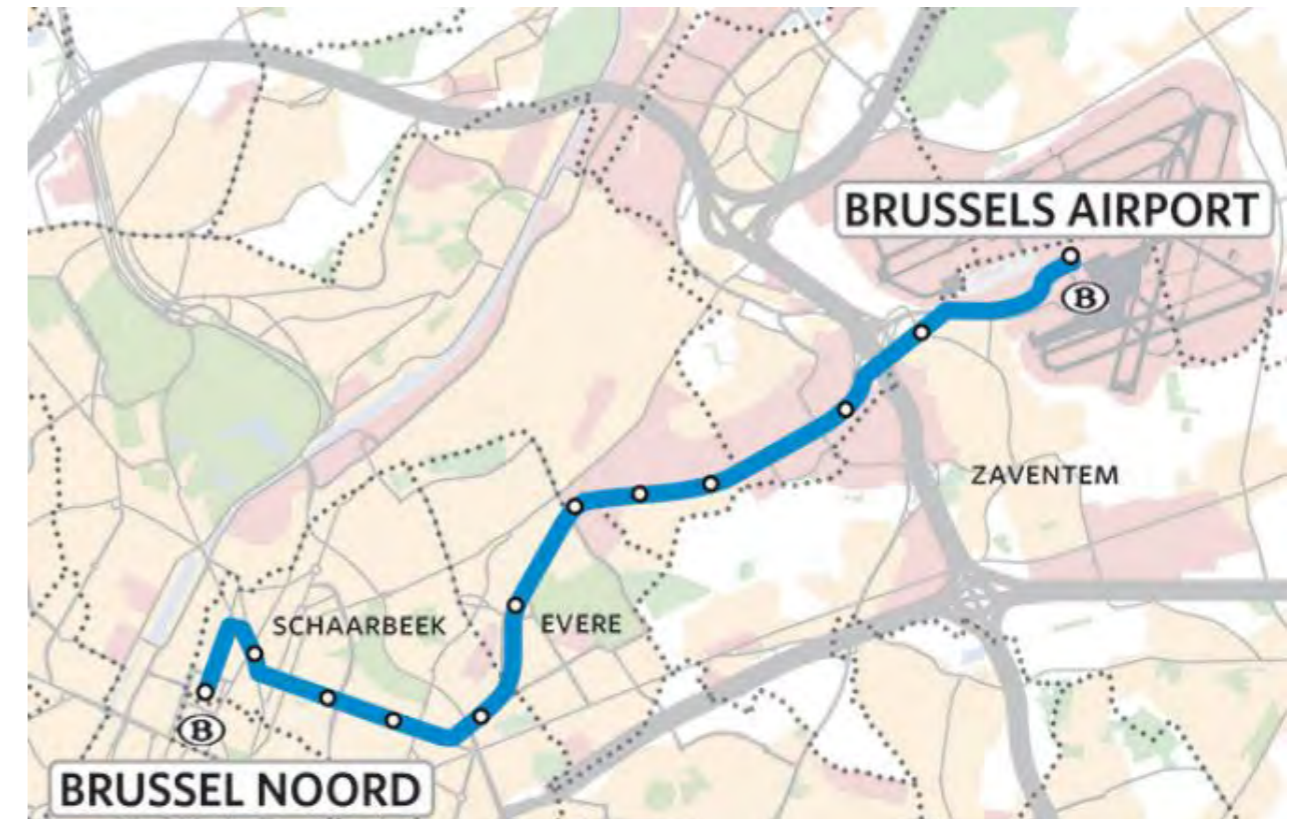 BRUSSELS AIRPORT
B
ZAVENTEM
SCHAARBEEK
EVERE
B
BRUSSEL NOORD